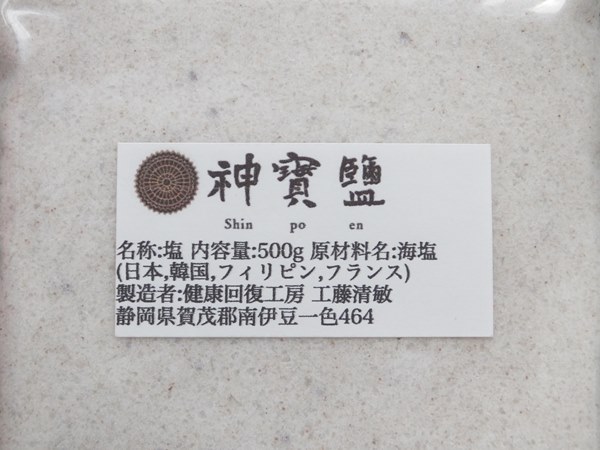 神寳鹽
Shin po en
名称:塩 内容量:500g 原材料名:海塩
(日本,韓国,フィリピン,フランス)
製造者:健康回復工房 工藤清敏
静岡県賀茂郡南伊豆一色464